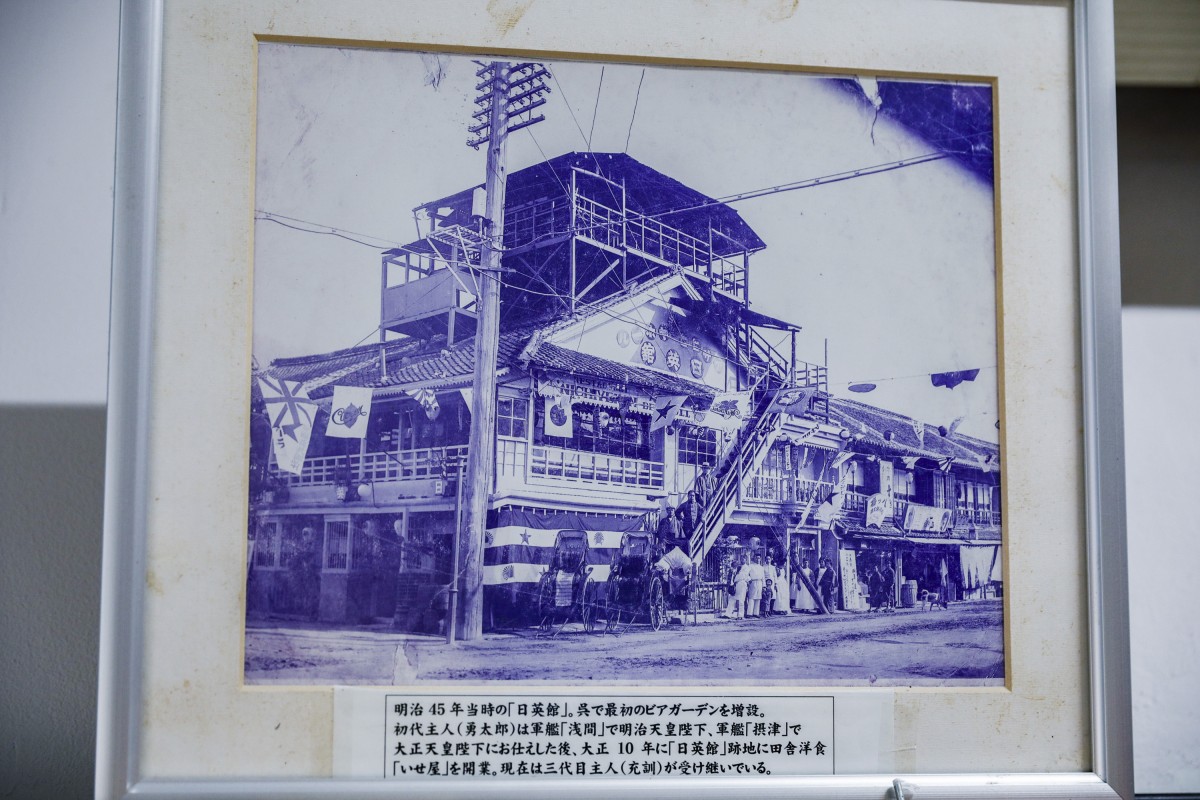 英館
明治 45 年当時の「日英館」。呉で最初のビアガーデンを増設。
初代主人(勇太郎)は軍艦「浅間」で明治天皇陛下、軍艦「摂津」で
大正天皇陛下にお仕えした後、大正 10 年に「日英館」跡地に田舎洋食
「いせ屋」を開業。現在は三代目主人(充訓)が受け継いでいる。